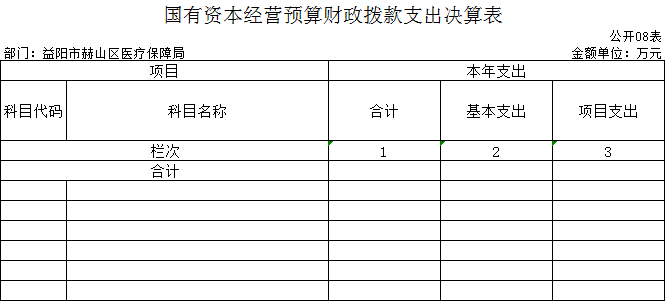 国有资本经营预算财政拨款支出决算表
公开08表
部门：益阳市赫山区医疗保障局 金额单位：万元
项目 本年支出
科目代码 科目名称 合计 基本支出 项目支出
栏次 1 2 3
合计